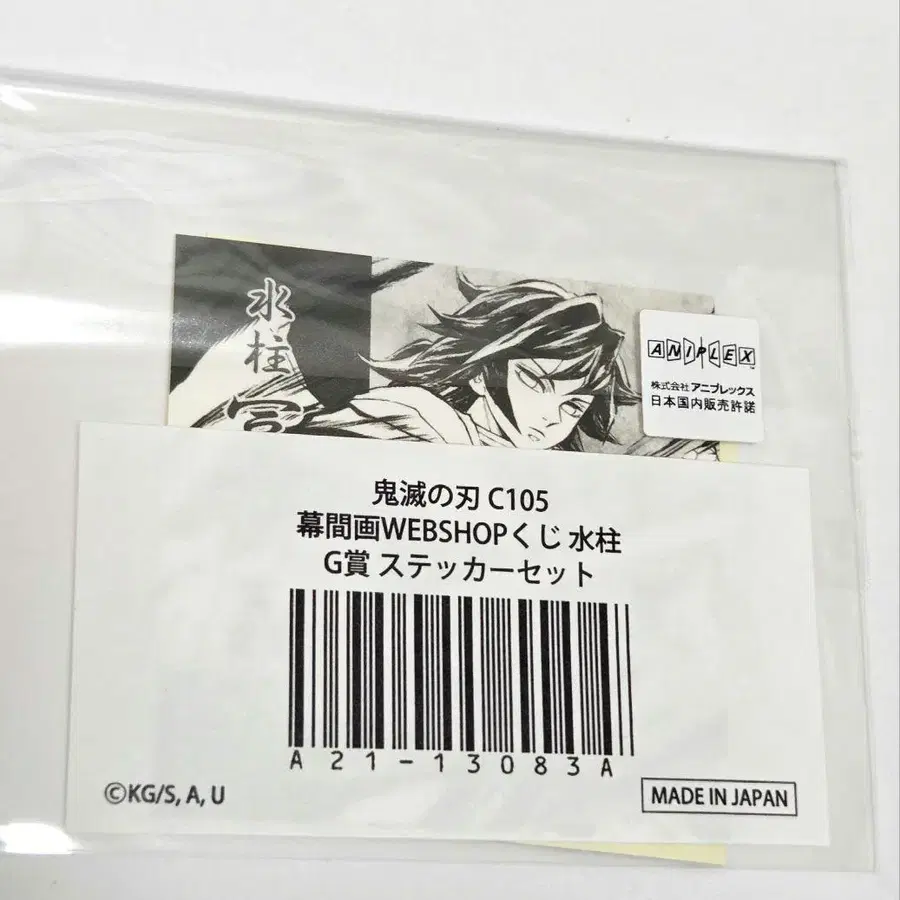 水柱 冨
ANIPLEX
株式会社 アニプレックス
日本国内販売許諾
鬼滅の刃 C105
幕間画WEBSHOPくじ 水柱
G賞 ステッカーセット
A21-13083A
©KG/S, A, U
MADE IN JAPAN